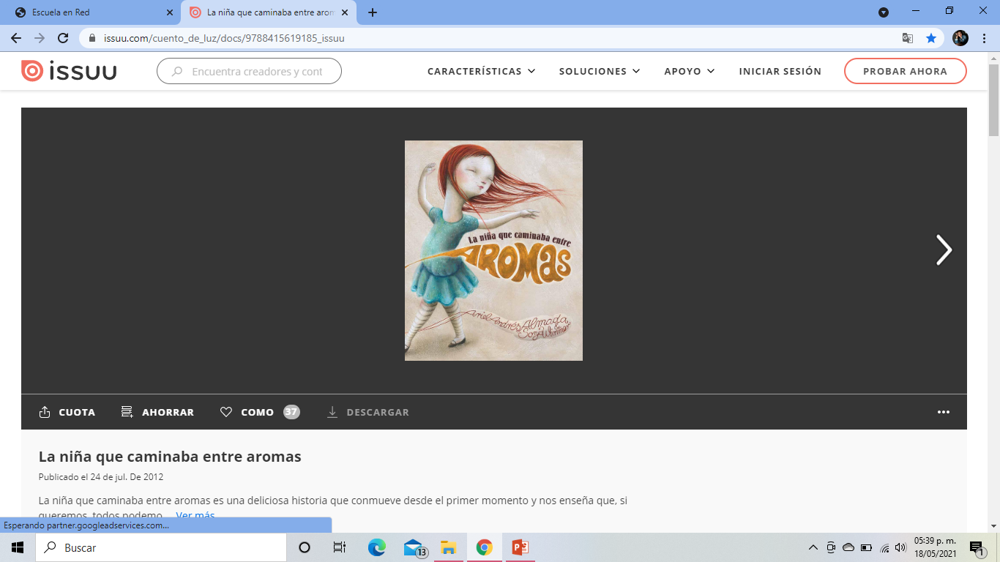 Escuela en Red
La niña que caminaba entre arom
issuu.com/cuento_de_luz/docs/9788415619185_issuu
issuu
Encuentra creadores y cont
CARACTERÍSTICAS
SOLUCIONES
APOYO
INICIAR SESIÓN
PROBAR AHORA
La niña que caminaba entre
AROMAS
Ariel Andrés Almada
& Sonja Wimmer
CUOTA
AHORRAR
COMO 37
DESCARGAR
La niña que caminaba entre aromas
Publicado el 24 de jul. De 2012
La niña que caminaba entre aromas es una deliciosa historia que conmueve desde el primer momento y nos enseña que, si
queremos, todos podemo... Ver más
Esperando partner.googleadservices.com...
Buscar
13
05:39 p. m.
18/05/2021
1